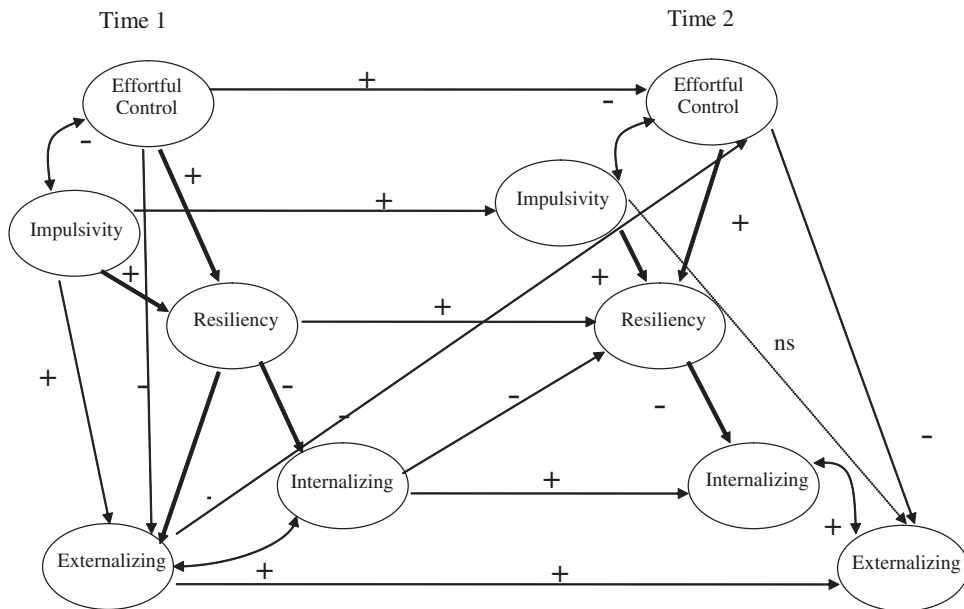 Time 1
Time 2
Effortful
Control
+
Effortful
Control
-
-
+
Impulsivity
+
Impulsivity
+
+
+
Resiliency
+
Resiliency
ns
+
-
-
-
-
-
-
Internalizing
+
Internalizing
-
+
Externalizing
+
+
Externalizing